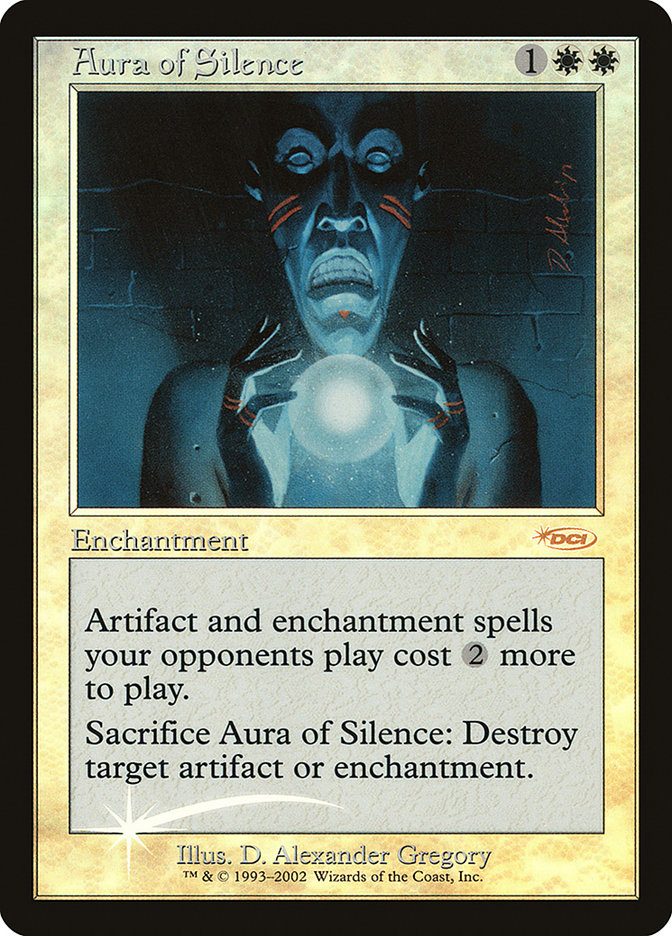 Aura of Silence 1
Enchantment DCI
Artifact and enchantment spells
your opponents play cost 2 more
to play.
Sacrifice Aura of Silence: Destroy
target artifact or enchantment.
Illus. D. Alexander Gregory
™ & © 1993–2002 Wizards of the Coast, Inc.